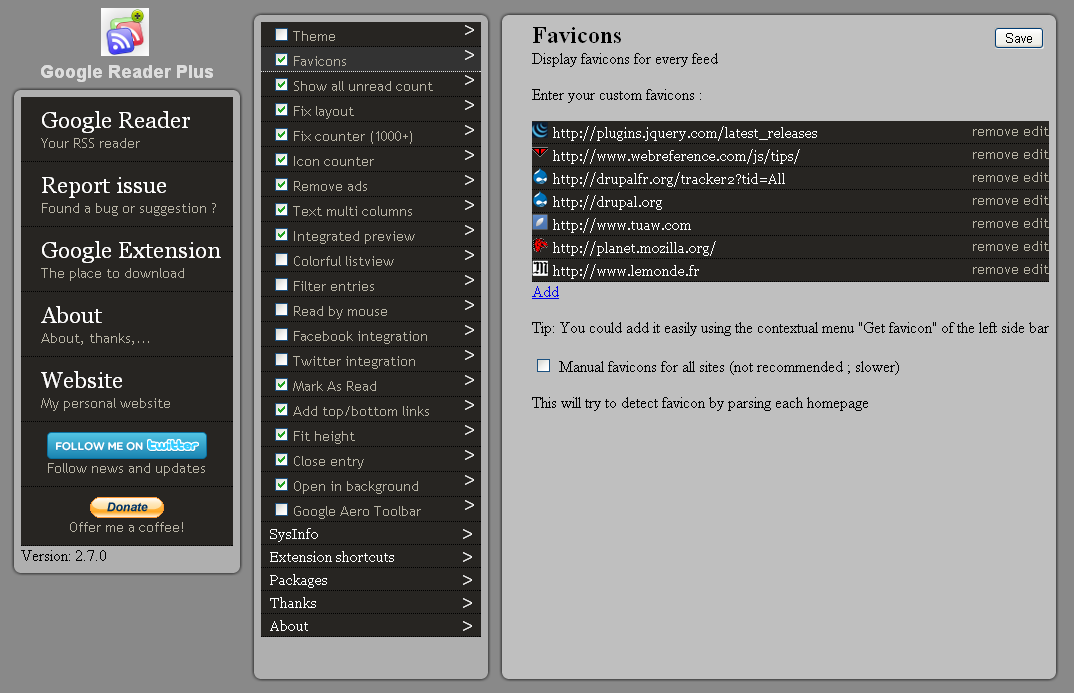 Google Reader Plus
Google Reader
Your RSS reader
Report issue
Found a bug or suggestion ?
Google Extension
The place to download
About
About, thanks,...
Website
My personal website
FOLLOW ME ON twitter
Follow news and updates
Donate
Offer me a coffee!
Version: 2.7.0
Theme >
Favicons >
Show all unread count >
Fix layout >
Fix counter (1000+) >
Icon counter >
Remove ads >
Text multi columns >
Integrated preview >
Colorful listview >
Filter entries >
Read by mouse >
Facebook integration >
Twitter integration >
Mark As Read >
Add top/bottom links >
Fit height >
Close entry >
Open in background >
Google Aero Toolbar >
SysInfo >
Extension shortcuts >
Packages >
Thanks >
About >
Favicons
Save
Display favicons for every feed
Enter your custom favicons :
http://plugins.jquery.com/latest_releases remove edit
http://www.webreference.com/js/tips/ remove edit
http://drupalfr.org/tracker2?tid=All remove edit
http://drupal.org remove edit
http://www.tuaw.com remove edit
http://planet.mozilla.org/ remove edit
http://www.lemonde.fr remove edit
Add
Tip: You could add it easily using the contextual menu "Get favicon" of the left side bar
Manual favicons for all sites (not recommended ; slower)
This will try to detect favicon by parsing each homepage